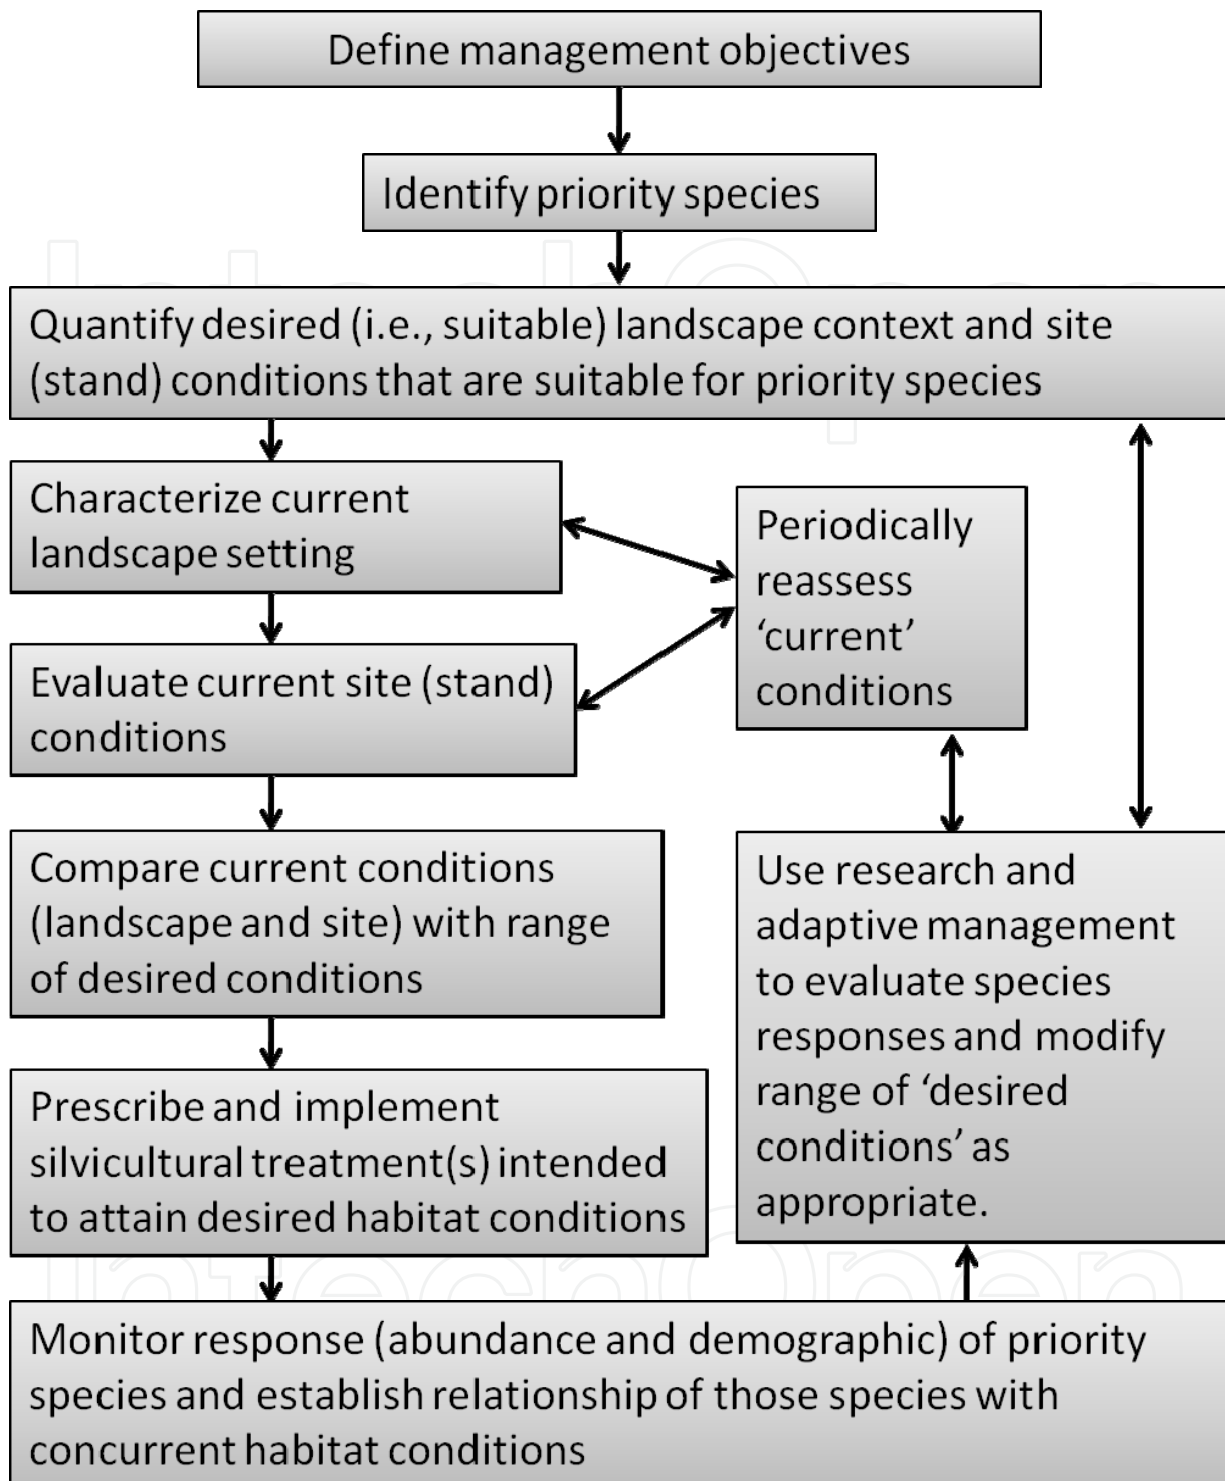 Define management objectives
Identify priority species
Quantify desired (i.e., suitable) landscape context and site
(stand) conditions that are suitable for priority species
Characterize current
landscape setting
Periodically
reassess
‘current’
conditions
Evaluate current site (stand)
conditions
Compare current conditions
(landscape and site) with range
of desired conditions
Use research and
adaptive management
to evaluate species
responses and modify
range of ‘desired
conditions’ as
appropriate.
Prescribe and implement
silvicultural treatment(s) intended
to attain desired habitat conditions
Monitor response (abundance and demographic) of priority
species and establish relationship of those species with
concurrent habitat conditions
IntechOpen
IntechOpen